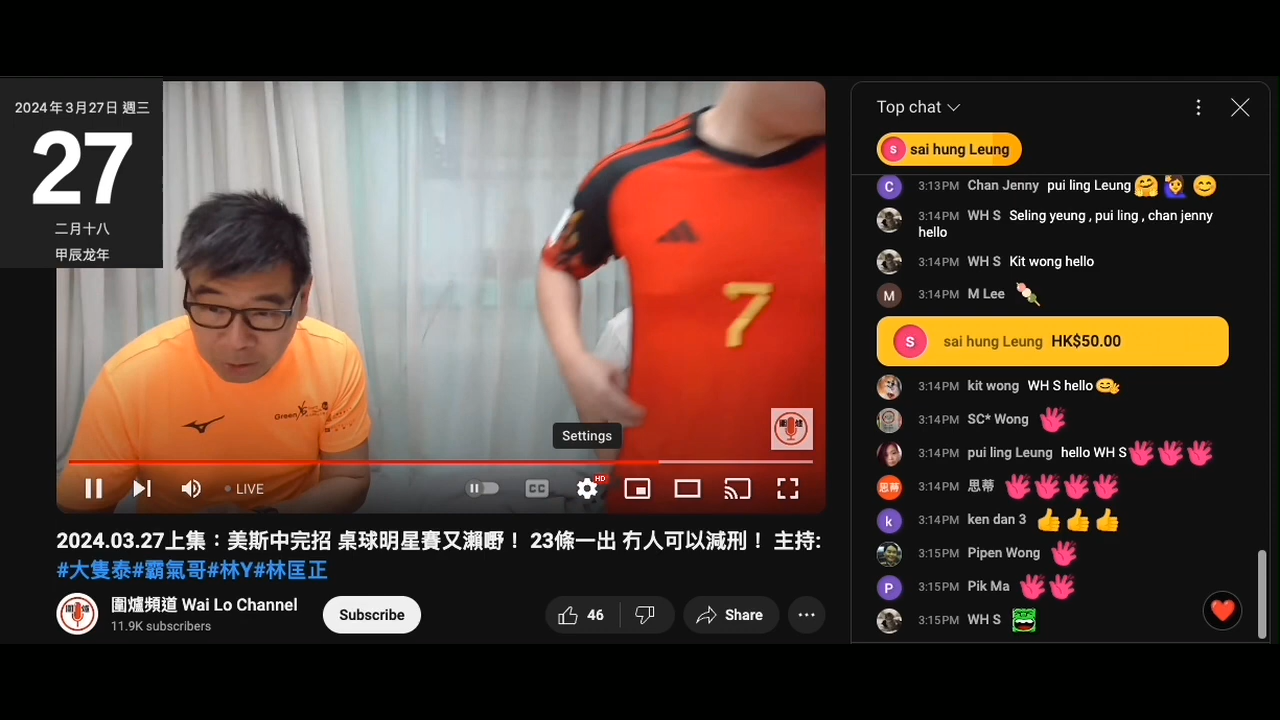 2024年3月27日 週三
27
二月十八
甲辰龙年
7
Settings
LIVE
CC
HD
2024.03.27上集：美斯中完招 桌球明星賽又瀨嘢！ 23條一出 冇人可以減刑！ 主持:
#大隻泰#霸氣哥#林Y#林匡正
圍爐頻道 Wai Lo Channel
11.9K subscribers
Subscribe
46
Share
Top chat
S sai hung Leung
C 3:13PM Chan Jenny pui ling Leung
3:14PM WH S Seling yeung , pui ling , chan jenny
hello
3:14PM WH S Kit wong hello
M 3:14PM M Lee
S sai hung Leung HK$50.00
3:14PM kit wong WH S hello
3:14PM SC* Wong
3:14PM pui ling Leung hello WH S
思蒂 3:14PM 思蒂
k 3:14PM ken dan 3
3:15PM Pipen Wong
P 3:15PM Pik Ma
3:15PM WH S